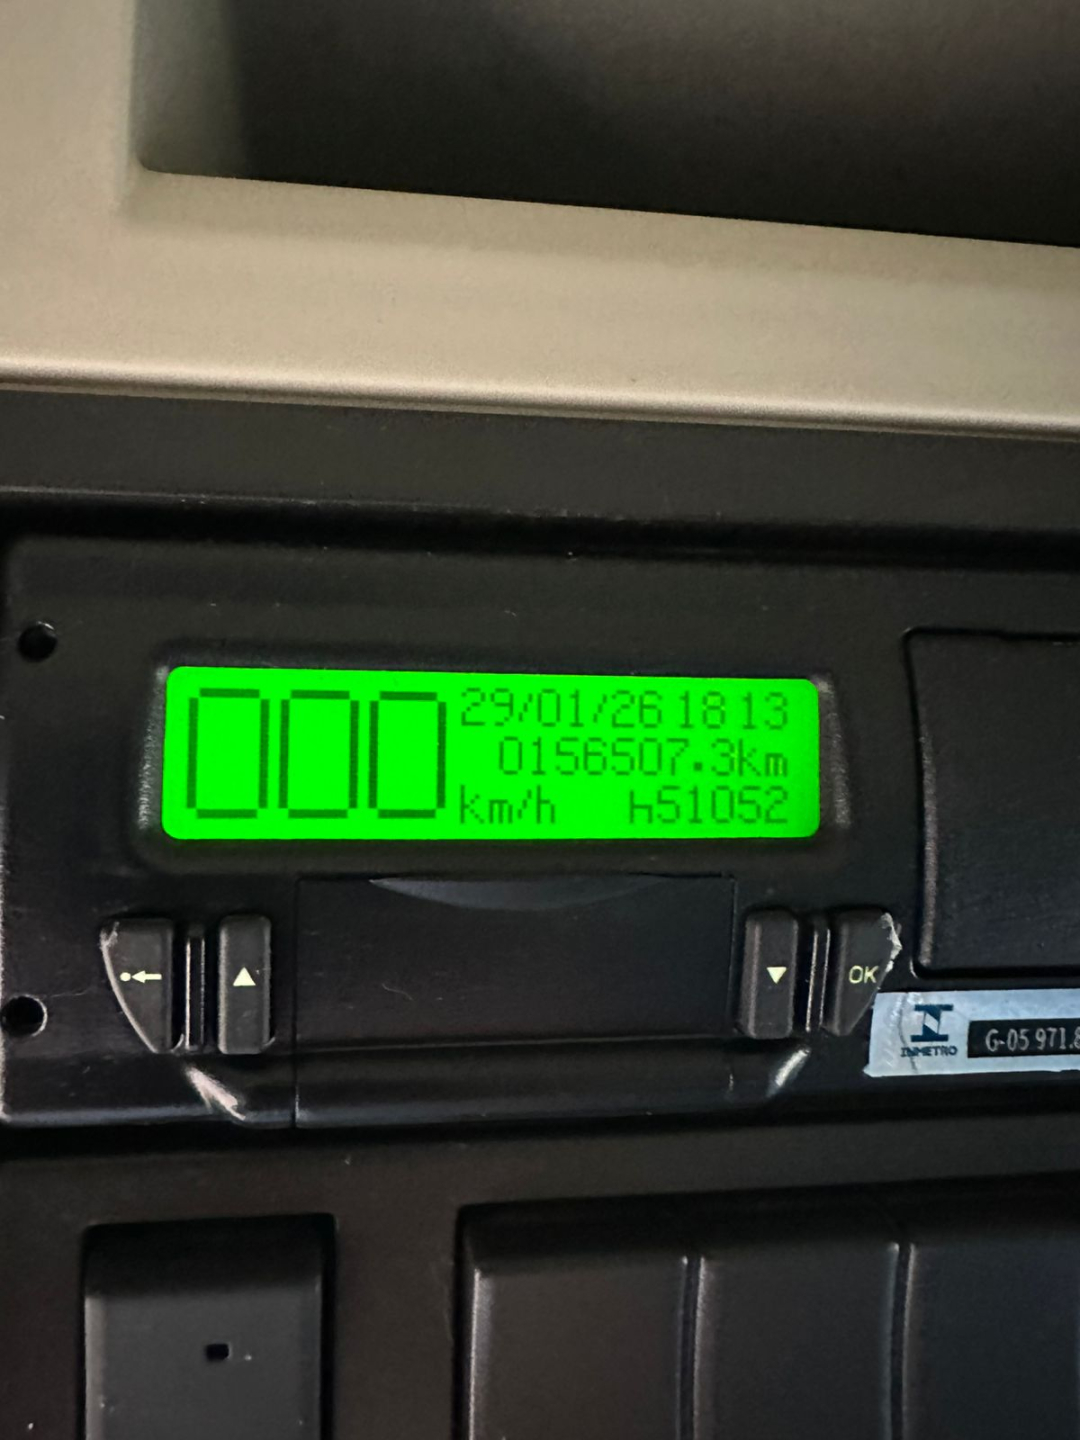 000 29/01/26 18 13
0156507.3km
km/h h51052
OK
INMETRO G-05 971.8